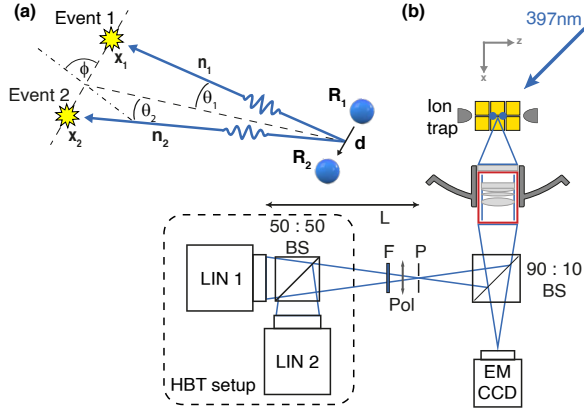 (a)
Event 1
x1
n1
ϕ
Event 2
θ1
θ2
R1
x2
n2
d
R2
(b)
397nm
z
x
Ion
trap
L
50 : 50
BS
F
P
LIN 1
Pol
90 : 10
BS
LIN 2
HBT setup
EM
CCD